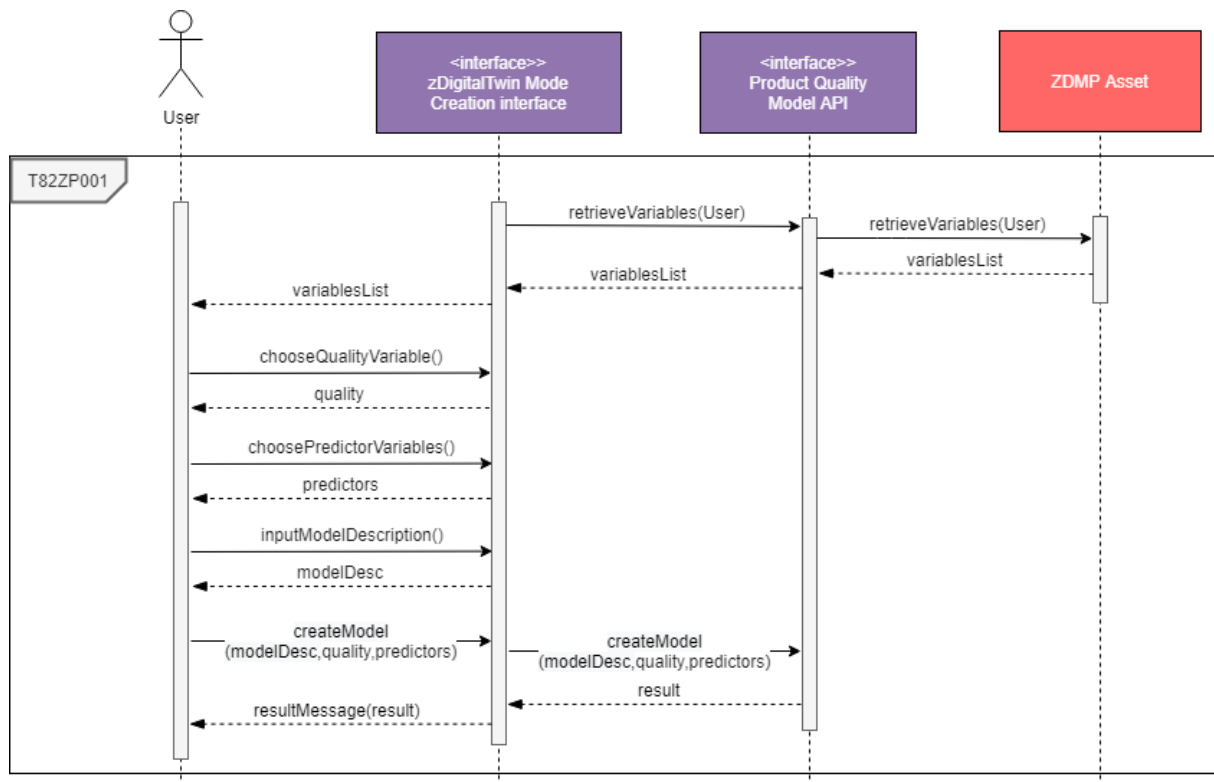 User
<interface>>
zDigitalTwin Mode
Creation interface
<interface>>
Product Quality
Model API
ZDMP Asset
T82ZP001
retrieveVariables(User)
retrieveVariables(User)
variablesList
variablesList
variablesList
chooseQualityVariable()
quality
choosePredictorVariables()
predictors
inputModelDescription()
modelDesc
createModel
(modelDesc,quality,predictors)
createModel
(modelDesc,quality,predictors)
result
resultMessage(result)